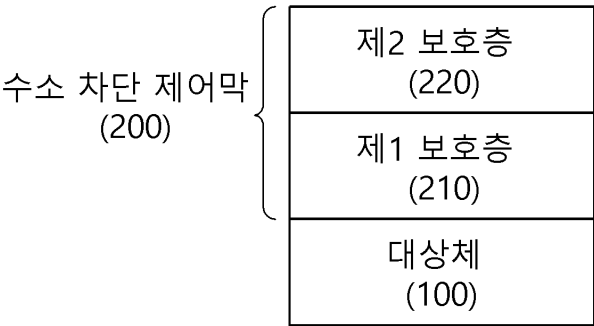 제2 보호층
(220)
수소 차단 제어막
(200)
제1 보호층
(210)
대상체
(100)